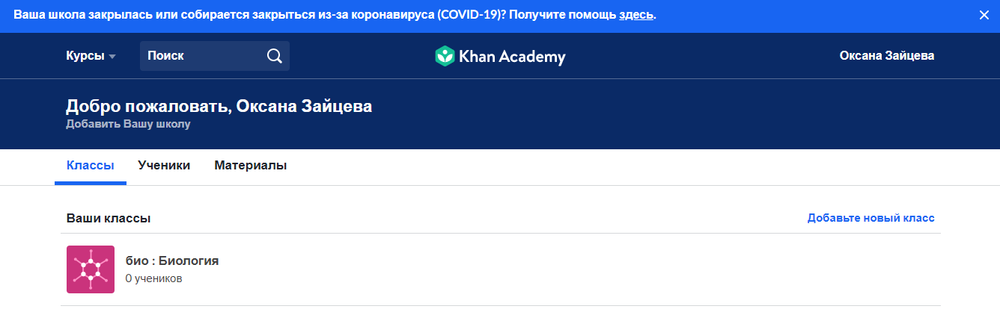 Ваша школа закрылась или собирается закрыться из-за коронавируса (COVID-19)? Получите помощь здесь.
Курсы
Поиск
Khan Academy
Оксана Зайцева
Добро пожаловать, Оксана Зайцева
Добавить Вашу школу
Классы
Ученики
Материалы
Ваши классы
Добавьте новый класс
био : Биология
0 учеников